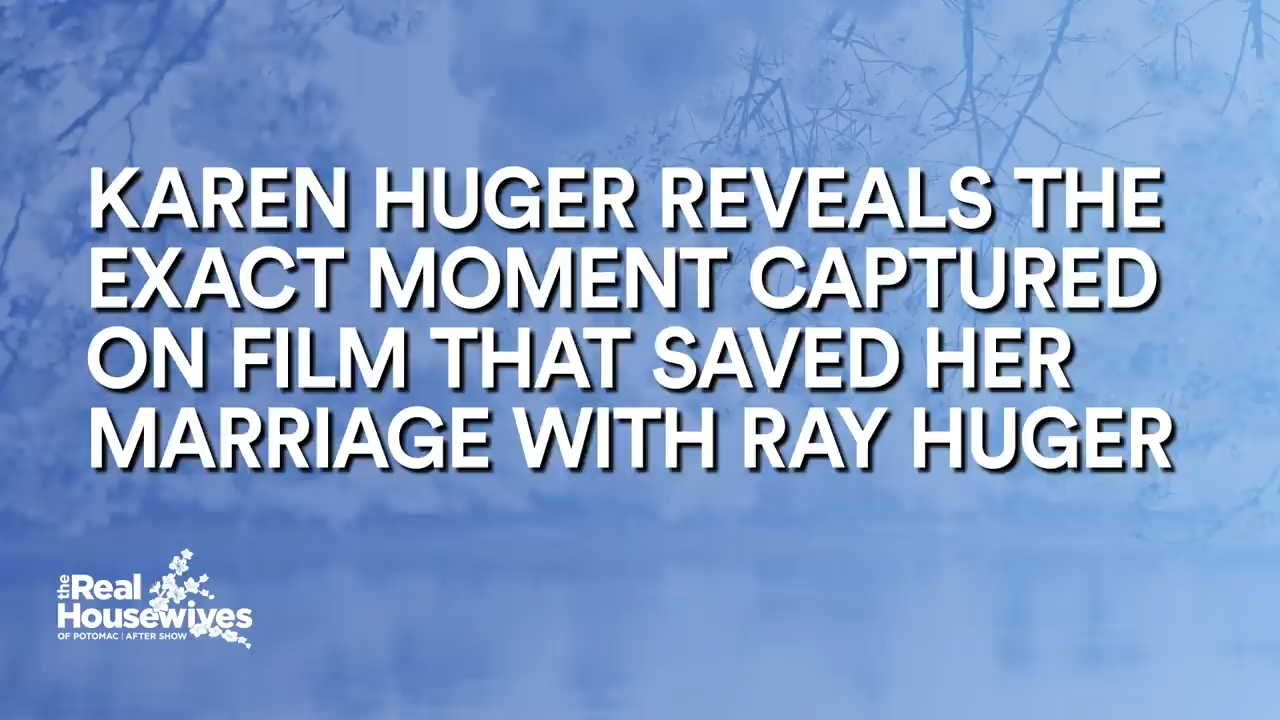 KAREN HUGER REVEALS THE
EXACT MOMENT CAPTURED
ON FILM THAT SAVED HER
MARRIAGE WITH RAY HUGER
the Real
Housewives
OF POTOMAC | AFTER SHOW